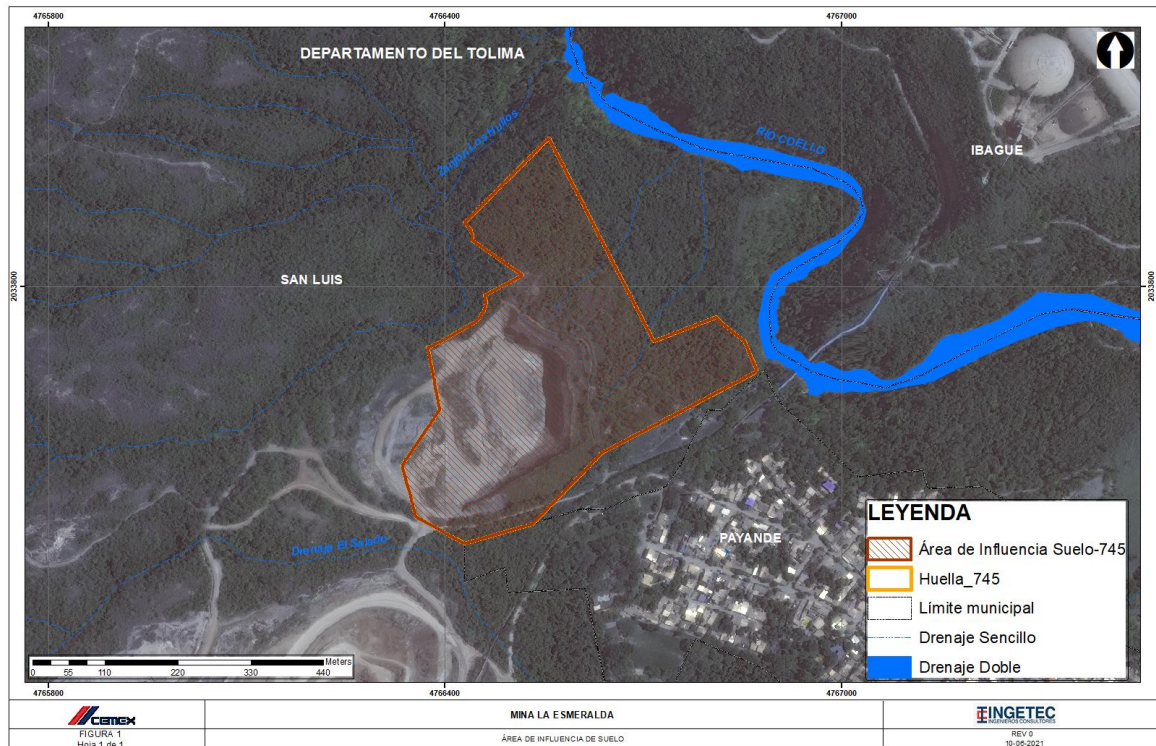 4765800
4766400
4767000
DEPARTAMENTO DEL TOLIMA
Zanjón Los Hillos
RIO COELLO
IBAGUE
SAN LUIS
2033800
2033800
PAYANDE
LEYENDA
Área de Influencia Suelo-745
Huella_745
Límite municipal
Drenaje Sencillo
Drenaje Doble
Meters
0 55 110 220 330 440
4765800
4766400
4767000
CEMEX
FIGURA 1
Hoja 1 de 1
MINA LA ESMERALDA
ÁREA DE INFLUENCIA DE SUELO
INGETEC
INGENIEROS CONSULTORES
REV 0
10-06-2021
Drenaje El